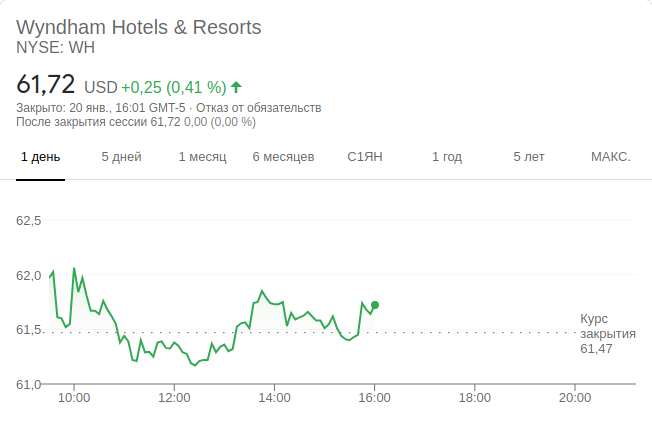 Wyndham Hotels & Resorts
NYSE: WH
61,72 USD +0,25 (0,41 %)
Закрыто: 20 янв., 16:01 GMT-5 · Отказ от обязательств
После закрытия сессии 61,72 0,00 (0,00 %)
1 день 5 дней 1 месяц 6 месяцев С1ЯН 1 год 5 лет МАКС.
62,5
62,0
61,5
Курс
закрытия
61,47
61,0
10:00 12:00 14:00 16:00 18:00 20:00